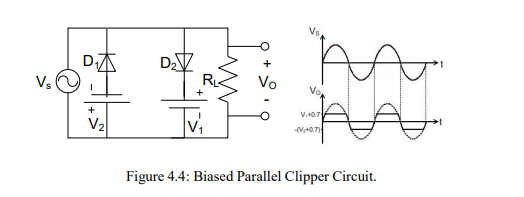 Vs
D1
D2
RL
+
VO
-
Vs
t
+
V2
+
V1
Vo
V1+0.7
-(V2+0.7)
t
Figure 4.4: Biased Parallel Clipper Circuit.